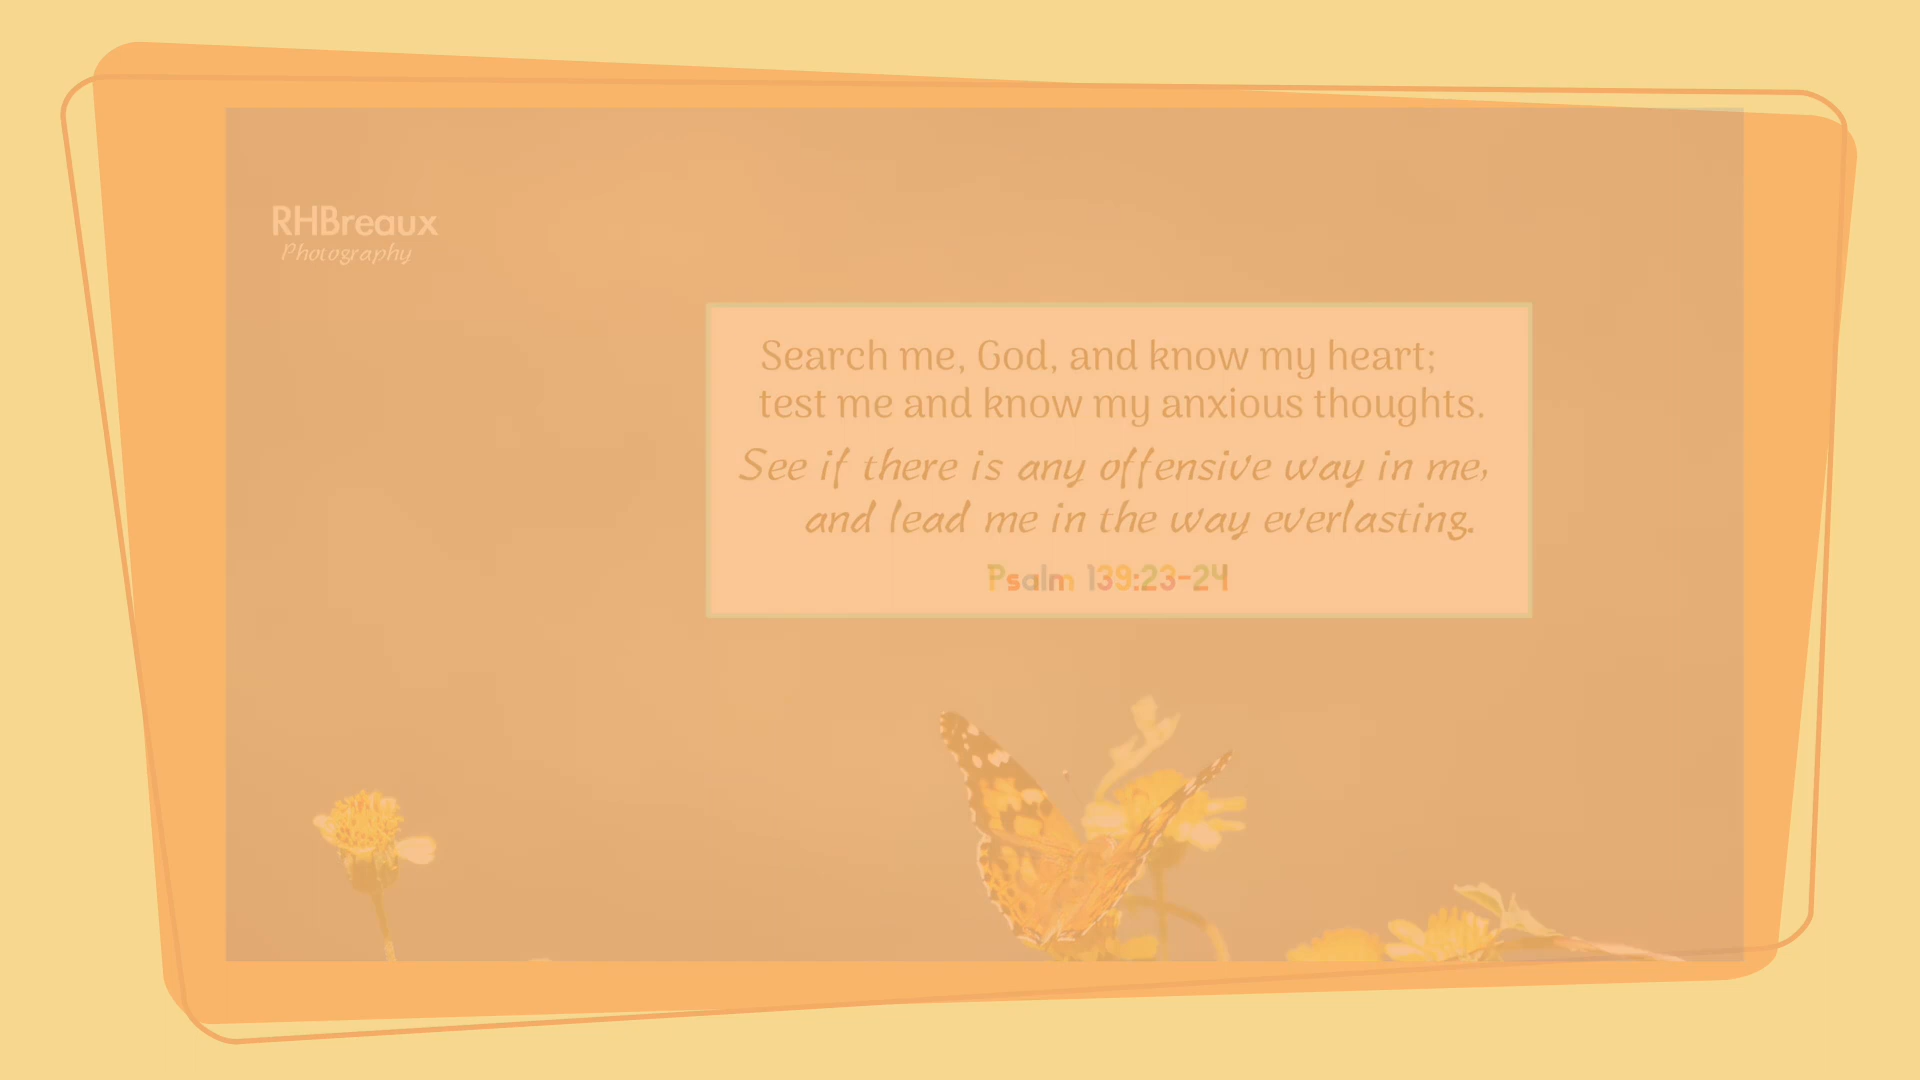 RHBreaux
Photography
Search me, God, and know my heart;
test me and know my anxious thoughts.
See if there is any offensive way in me,
and lead me in the way everlasting.
Psalm 139:23-24